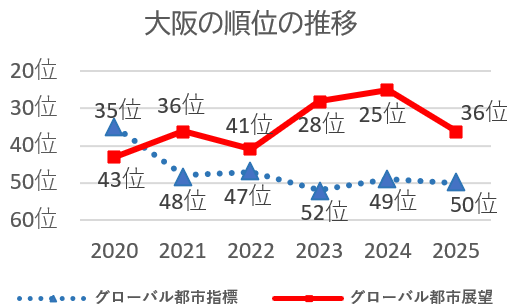 大阪の順位の推移
20位
30位
40位
50位
60位
35位 36位 41位 28位 25位 36位
43位 48位 47位 52位 49位 50位
2020 2021 2022 2023 2024 2025
グローバル都市指標 グローバル都市展望